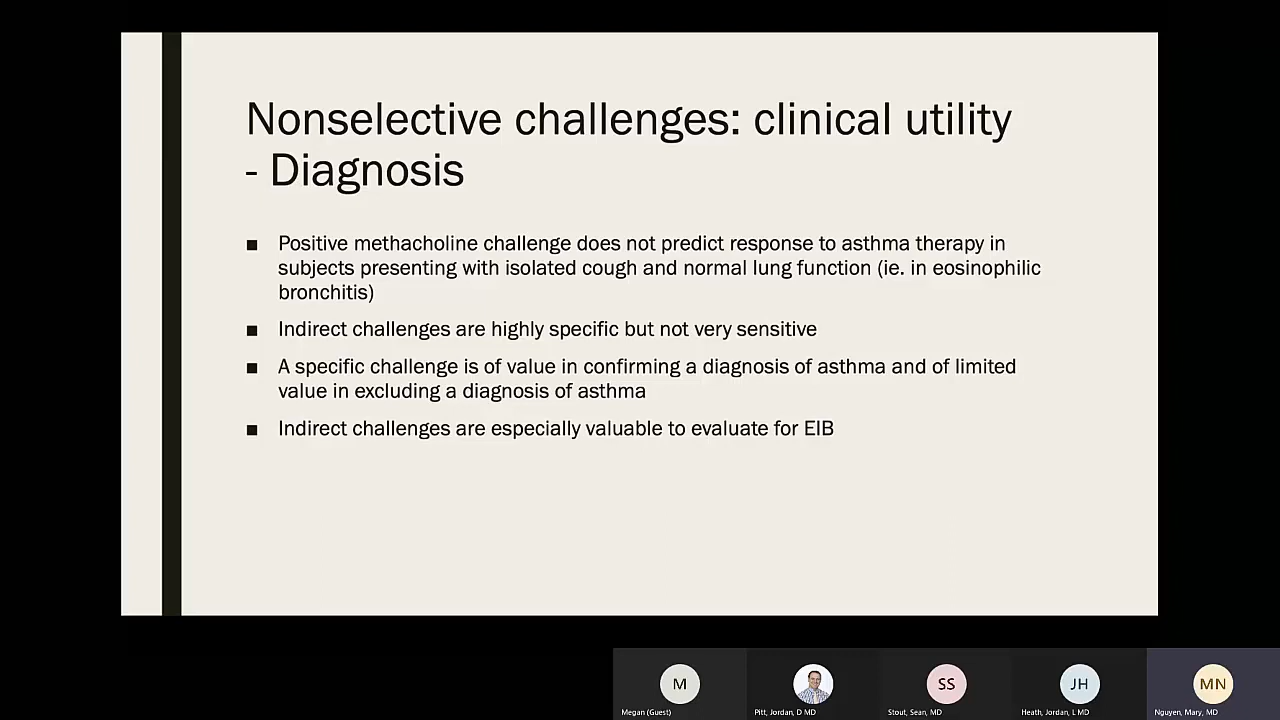 Nonselective challenges: clinical utility
- Diagnosis
■ Positive methacholine challenge does not predict response to asthma therapy in
subjects presenting with isolated cough and normal lung function (ie. in eosinophilic
bronchitis)
■ Indirect challenges are highly specific but not very sensitive
■ A specific challenge is of value in confirming a diagnosis of asthma and of limited
value in excluding a diagnosis of asthma
■ Indirect challenges are especially valuable to evaluate for EIB
M
SS
JH
MN
Megan (Guest)
Pitt, Jordan, D MD
Stout, Sean, MD
Heath, Jordan, L MD
Nguyen, Mary, MD